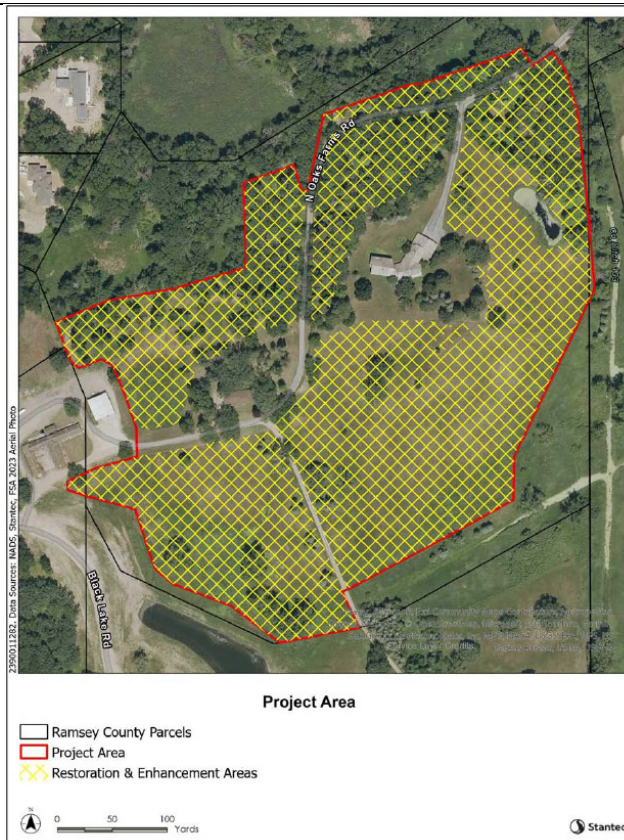 N Oaks Farms Rd
Black Lake Rd
2390011282, Data Sources: NADS, Stantec, FSA 2023 Aerial Photo
Project Area
Ramsey County Parcels
Project Area
Restoration & Enhancement Areas
N
0 50 100
Yards
Stantec